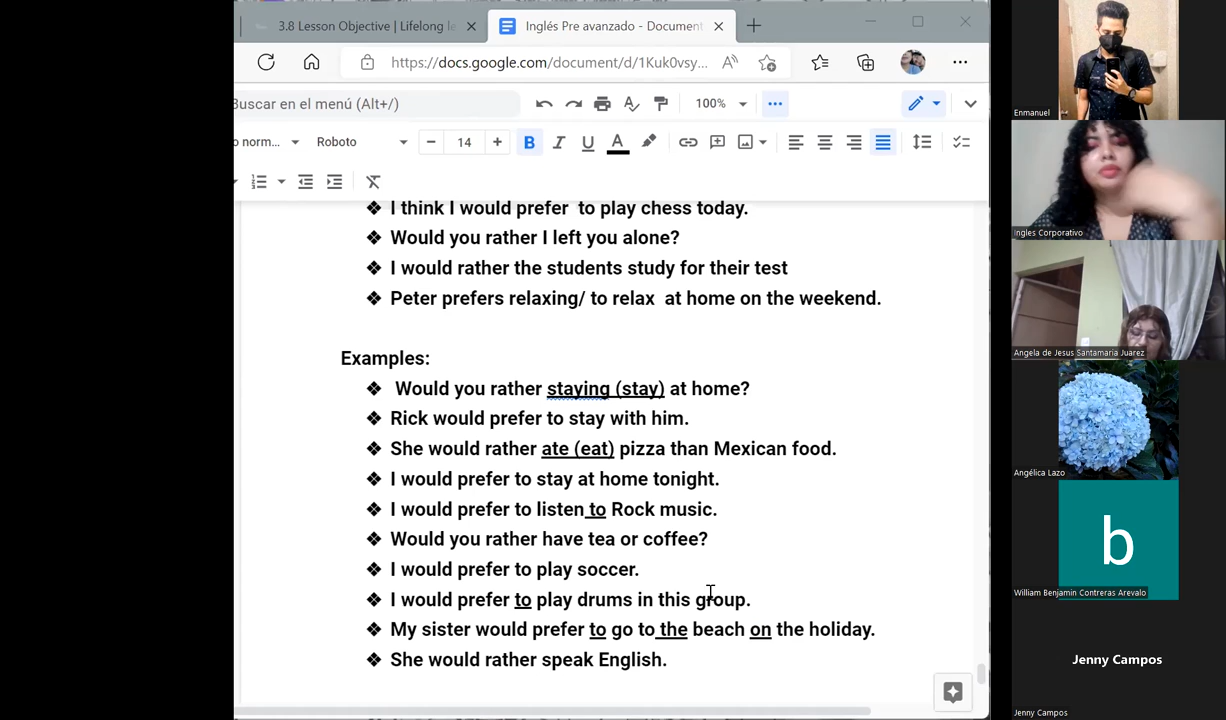 3.8 Lesson Objective | Lifelong le
Inglés Pre avanzado - Document
https://docs.google.com/document/d/1Kuk0vsy...
Buscar en el menú (Alt+/)
100%
o norm...
Roboto
14
B I U A
❖ I think I would prefer  to play chess today.
❖ Would you rather I left you alone?
❖ I would rather the students study for their test
❖ Peter prefers relaxing/ to relax  at home on the weekend.
Examples:
❖ Would you rather staying (stay) at home?
❖ Rick would prefer to stay with him.
❖ She would rather ate (eat) pizza than Mexican food.
❖ I would prefer to stay at home tonight.
❖ I would prefer to listen to Rock music.
❖ Would you rather have tea or coffee?
❖ I would prefer to play soccer.
❖ I would prefer to play drums in this group.
❖ My sister would prefer to go to the beach on the holiday.
❖ She would rather speak English.
Enmanuel
Ingles Corporativo
Angela de Jesus Santamaria Juarez
Angélica Lazo
b
William Benjamin Contreras Arevalo
Jenny Campos
Jenny Campos